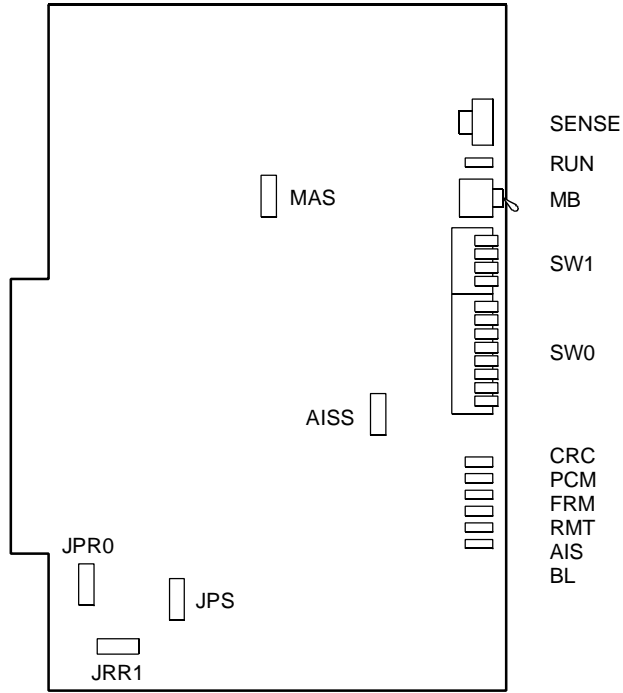 SENSE
RUN
MAS
MB
SW1
SW0
AISS
CRC
PCM
FRM
RMT
AIS
BL
JPR0
JPS
JRR1